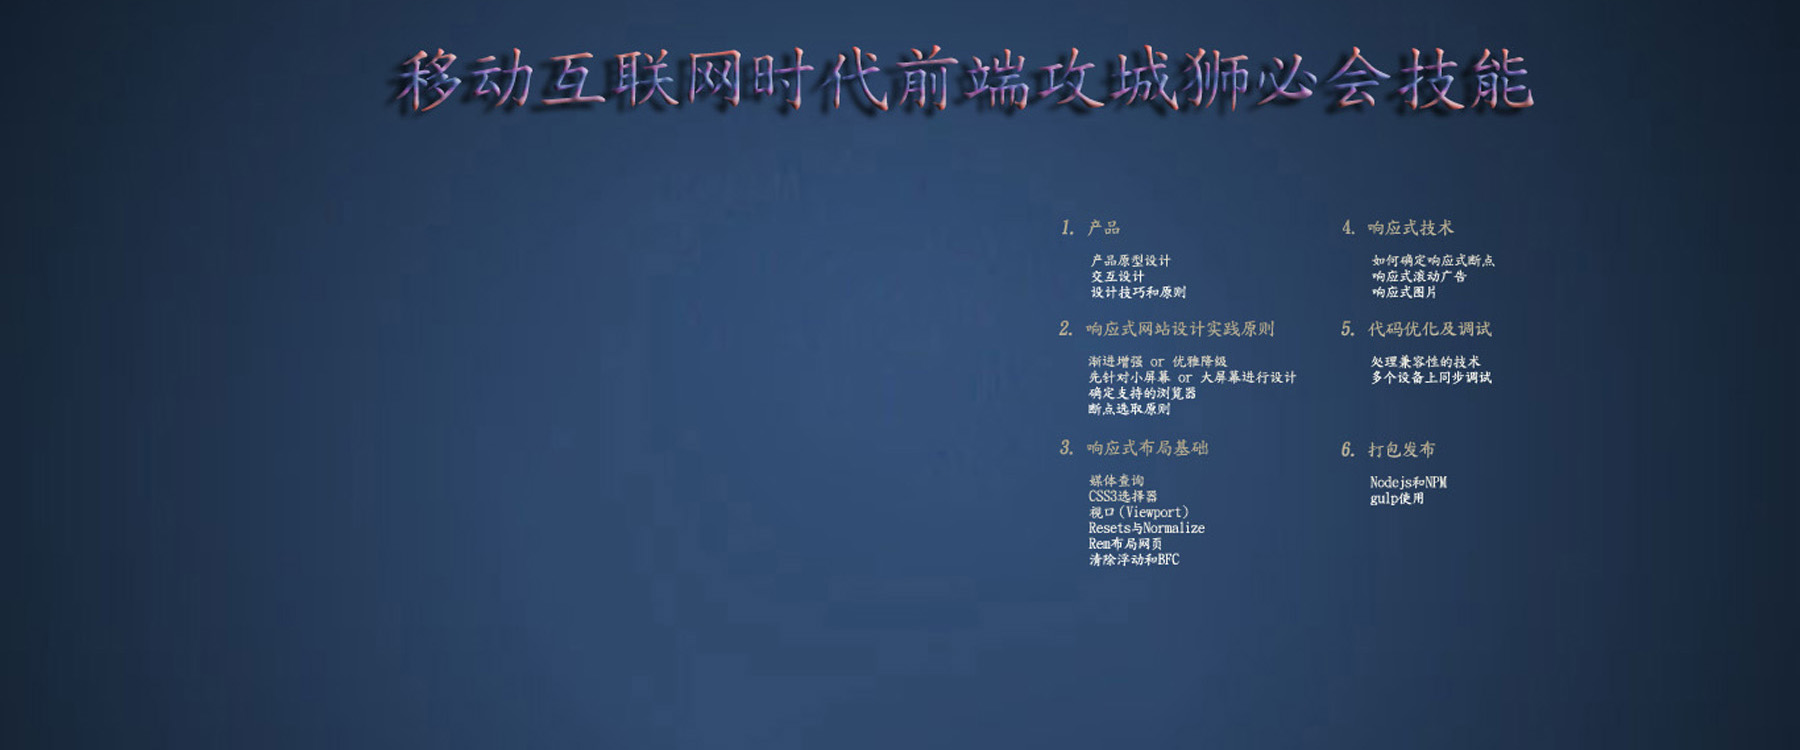 移动互联网时代前端攻城狮必会技能
1. 产品
产品原型设计
交互设计
设计技巧和原则
2. 响应式网站设计实践原则
渐进增强 or 优雅降级
先针对小屏幕 or 大屏幕进行设计
确定支持的浏览器
断点选取原则
3. 响应式布局基础
媒体查询
CSS3选择器
视口(Viewport)
Resets与Normalize
Rem布局网页
清除浮动和BFC
4. 响应式技术
如何确定响应式断点
响应式滚动广告
响应式图片
5. 代码优化及调试
处理兼容性的技术
多个设备上同步调试
6. 打包发布
Nodejs和NPM
gulp使用